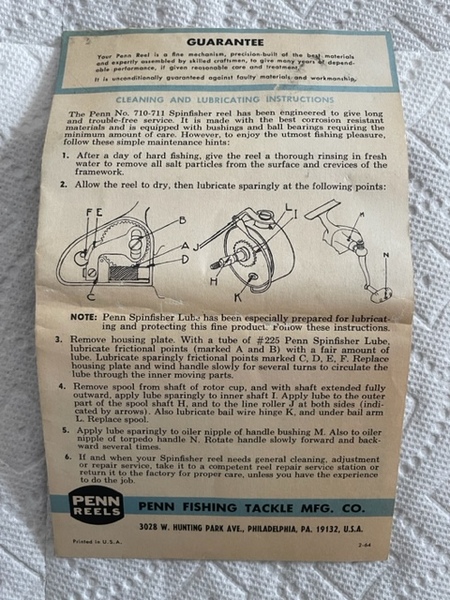 GUARANTEE
Your Penn Reel is a fine mechanism, precision-built of the best materials
and expertly assembled by skilled craftsmen, to give many years of depend-
able performance, if given reasonable care and treatment.
It is unconditionally guaranteed against faulty materials and workmanship.
CLEANING AND LUBRICATING INSTRUCTIONS
The Penn No. 710-711 Spinfisher reel has been engineered to give long
and trouble-free service. It is made with the best corrosion resistant
materials and is equipped with bushings and ball bearings requiring the
minimum amount of care. However, to enjoy the utmost fishing pleasure,
follow these simple maintenance hints:
1. After a day of hard fishing, give the reel a thorough rinsing in fresh
water to remove all salt particles from the surface and crevices of the
framework.
2. Allow the reel to dry, then lubricate sparingly at the following points:
F E
B
A
D
C
J
L
I
H
K
M
N
NOTE: Penn Spinfisher Lube has been especially prepared for lubricat-
ing and protecting this fine product. Follow these instructions.
3. Remove housing plate. With a tube of #225 Penn Spinfisher Lube,
lubricate frictional points (marked A and B) with a fair amount of
lube. Lubricate sparingly frictional points marked C, D, E, F. Replace
housing plate and wind handle slowly for several turns to circulate the
lube through the inner moving parts.
4. Remove spool from shaft of rotor cup, and with shaft extended fully
outward, apply lube sparingly to inner shaft I. Apply lube to the outer
part of the spool shaft H, and to the line roller J at both sides (indi-
cated by arrows). Also lubricate bail wire hinge K, and under bail arm
L. Replace spool.
5. Apply lube sparingly to oiler nipple of handle bushing M. Also to oiler
nipple of torpedo handle N. Rotate handle slowly forward and back-
ward several times.
6. If and when your Spinfisher reel needs general cleaning, adjustment
or repair service, take it to a competent reel repair service station or
return it to the factory for proper care, unless you have the experience
to do the job.
PENN
REELS
PENN FISHING TACKLE MFG. CO.
3028 W. HUNTING PARK AVE., PHILADELPHIA, PA. 19132, U.S.A.
Printed in U.S.A.
2-64